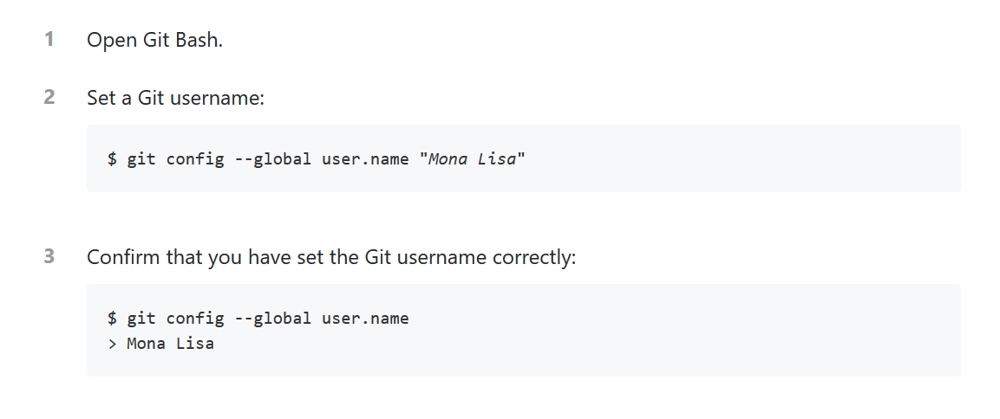 1 Open Git Bash.
2 Set a Git username:
$ git config --global user.name "Mona Lisa"
3 Confirm that you have set the Git username correctly:
$ git config --global user.name
> Mona Lisa